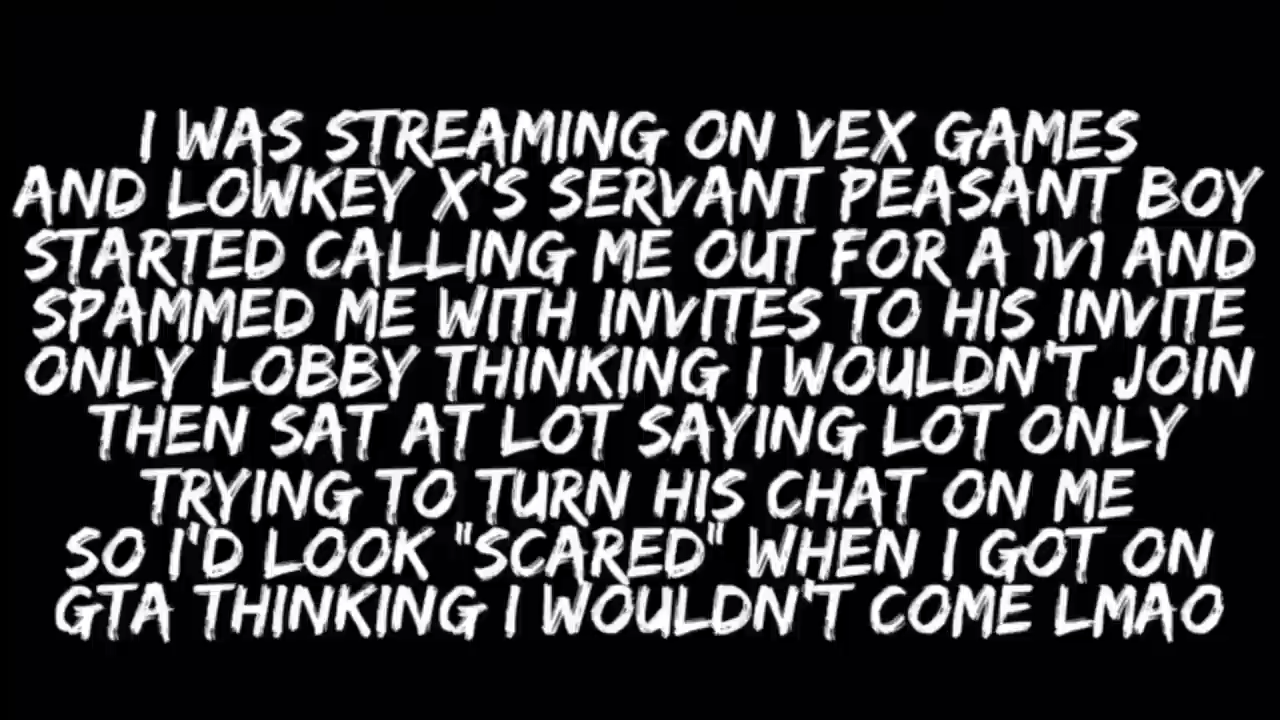 I WAS STREAMING ON VEX GAMES
AND LOWKEY X'S SERVANT PEASANT BOY
STARTED CALLING ME OUT FOR A 1V1 AND
SPAMMED ME WITH INVITES TO HIS INVITE
ONLY LOBBY THINKING I WOULDN'T JOIN
THEN SAT AT LOT SAYING LOT ONLY
TRYING TO TURN HIS CHAT ON ME
SO I'D LOOK "SCARED" WHEN I GOT ON
GTA THINKING I WOULDN'T COME LMAO